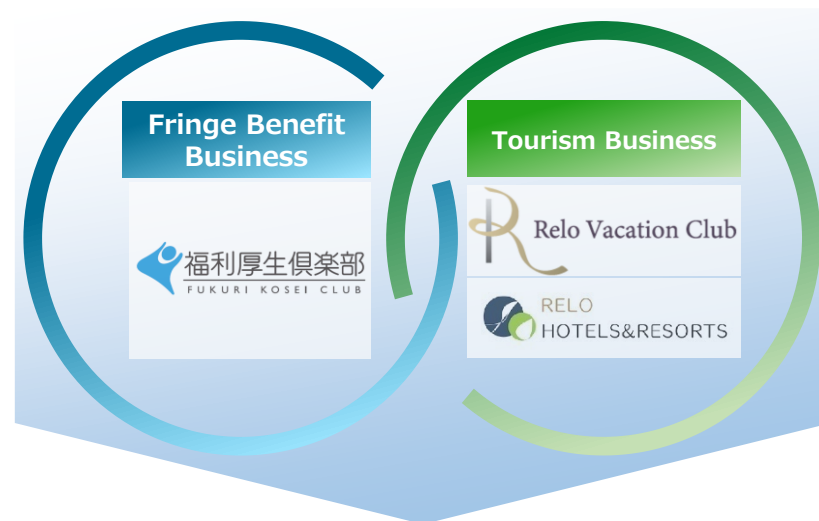 Fringe Benefit
Business
福利厚生倶楽部
FUKURI KOSEI CLUB
Tourism Business
Relo Vacation Club
RELO
HOTELS&RESORTS